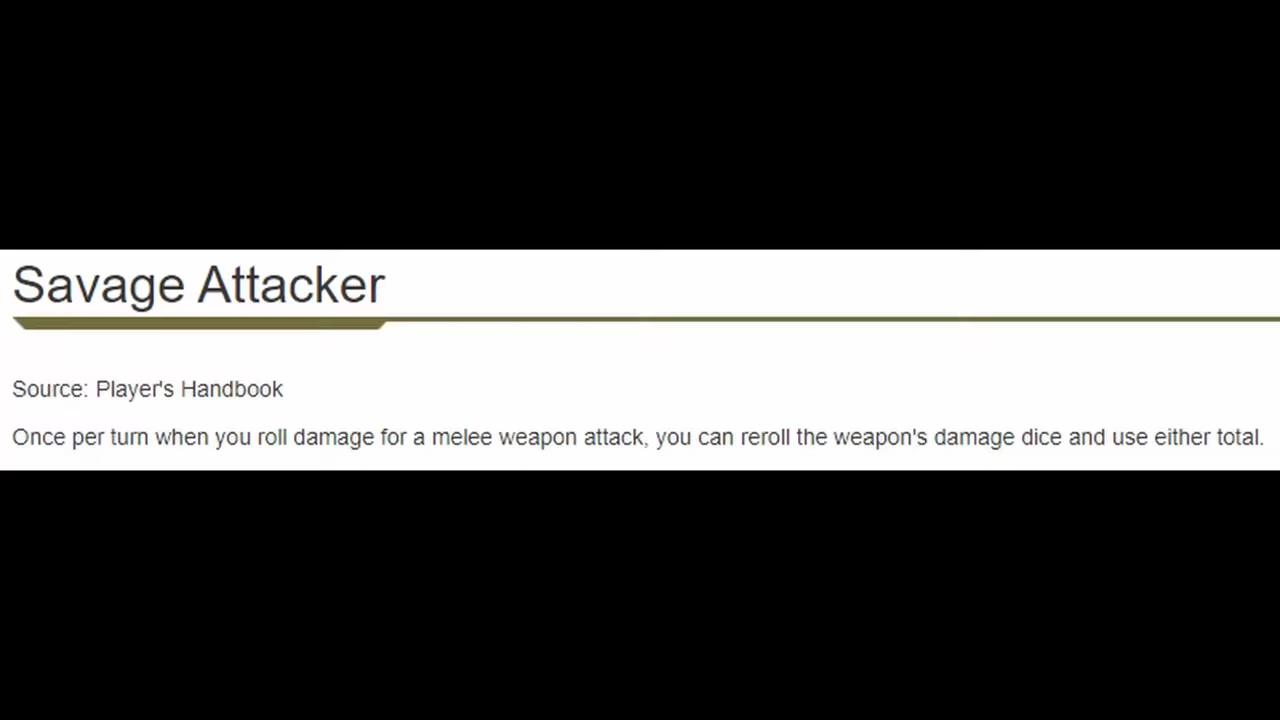 Savage Attacker
Source: Player's Handbook
Once per turn when you roll damage for a melee weapon attack, you can reroll the weapon's damage dice and use either total.